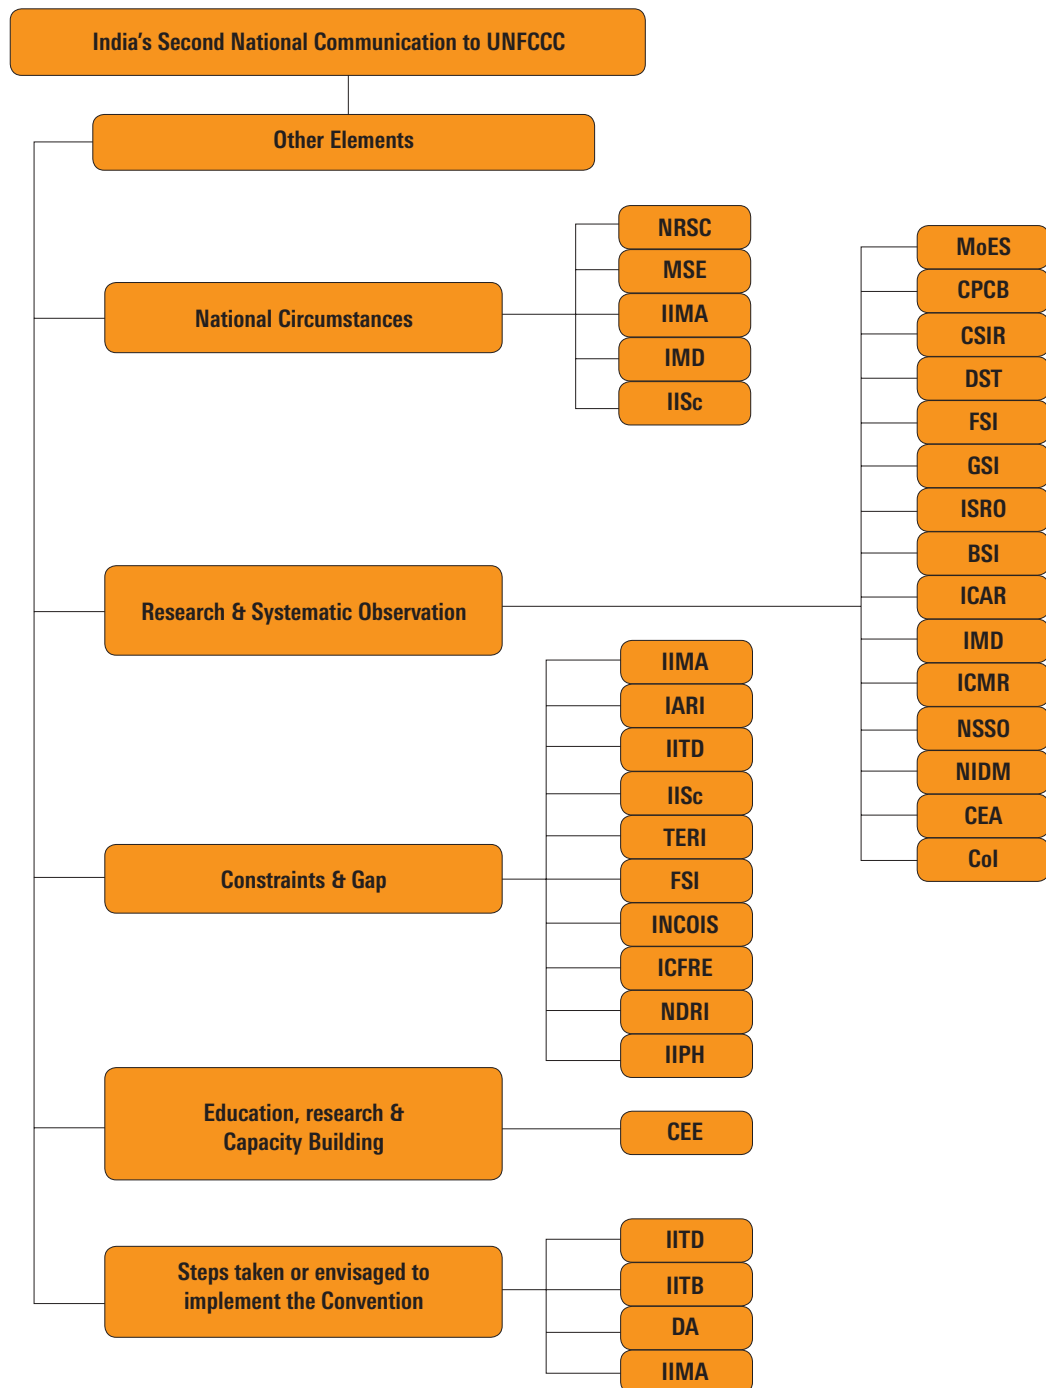 India's Second National Communication to UNFCCC
Other Elements
National Circumstances
NRSC
MSE
IIMA
IMD
IISc
Research & Systematic Observation
MoES
CPCB
CSIR
DST
FSI
GSI
ISRO
BSI
ICAR
IMD
ICMR
NSSO
NIDM
CEA
CoI
Constraints & Gap
IIMA
IARI
IITD
IISc
TERI
FSI
INCOIS
ICFRE
NDRI
IIPH
Education, research &
Capacity Building
CEE
Steps taken or envisaged to
implement the Convention
IITD
IITB
DA
IIMA